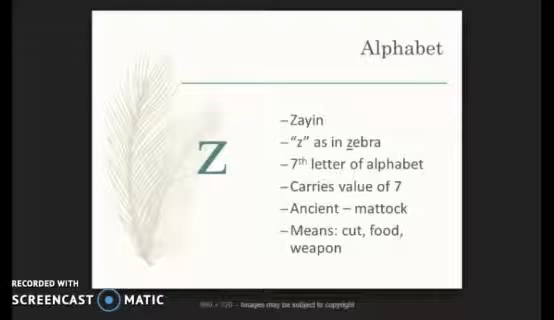 Alphabet
z
–Zayin
–“z” as in zebra
–7th letter of alphabet
–Carries value of 7
–Ancient – mattock
–Means: cut, food,
weapon
RECORDED WITH
SCREENCAST MATIC
Images may be subject to copyright